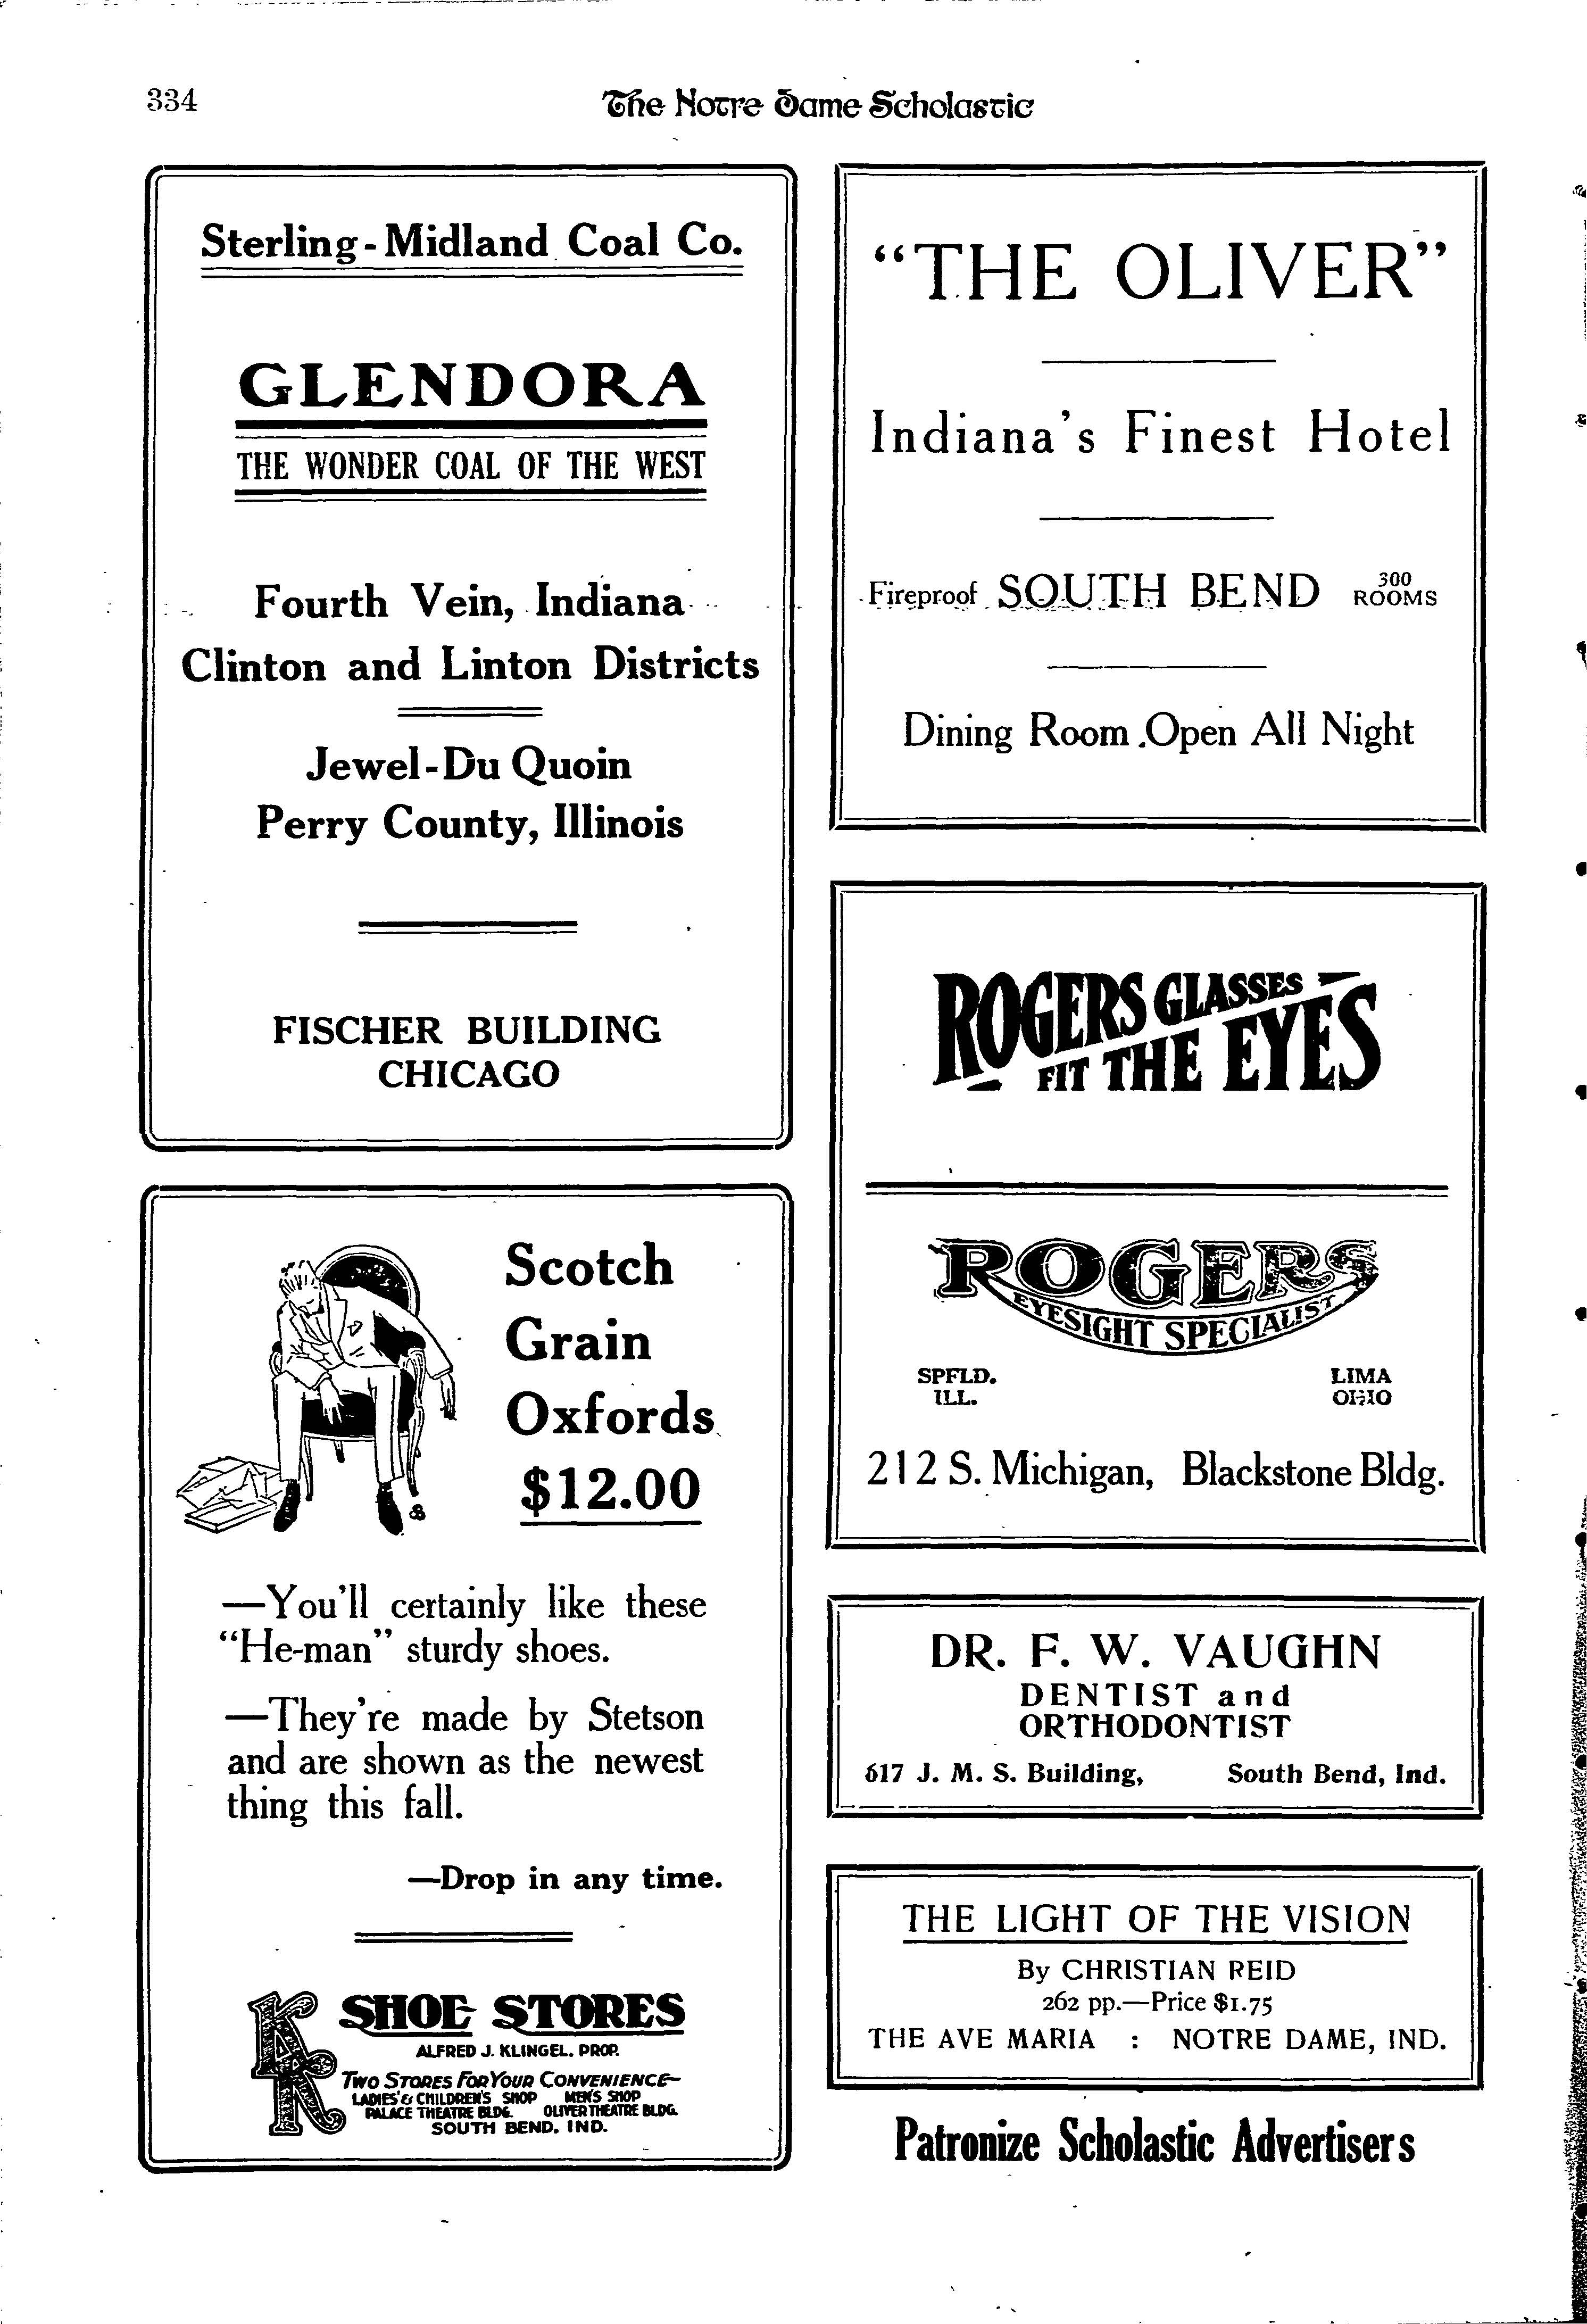 334
The Notre Dame Scholastic
Sterling-Midland Coal Co.
GLENDORA
THE WONDER COAL OF THE WEST
Fourth Vein, Indiana
Clinton and Linton Districts
Jewel-Du Quoin
Perry County, Illinois
FISCHER BUILDING
CHICAGO
Scotch
Grain
Oxfords
$12.00
—You'll certainly like these
“He-man” sturdy shoes.
—They're made by Stetson
and are shown as the newest
thing this fall.
—Drop in any time.
SHOE STORES
ALFRED J. KLINGEL. PROP.
TWO STORES FOR YOUR CONVENIENCE—
LADIES' & CHILDREN'S SHOP MEN'S SHOP
PALACE THEATRE BLDG. OLIVER THEATRE BLDG.
SOUTH BEND, IND.
“THE OLIVER”
Indiana's Finest Hotel
Fireproof SOUTH BEND 300 ROOMS
Dining Room Open All Night
ROGERS GLASSES
FIT THE EYES
ROGERS
EYESIGHT SPECIALIST
SPFLD. LIMA
ILL. OHIO
212 S. Michigan, Blackstone Bldg.
DR. F. W. VAUGHN
DENTIST and
ORTHODONTIST
617 J. M. S. Building, South Bend, Ind.
THE LIGHT OF THE VISION
By CHRISTIAN REID
262 pp.—Price $1.75
THE AVE MARIA : NOTRE DAME, IND.
Patronize Scholastic Advertisers